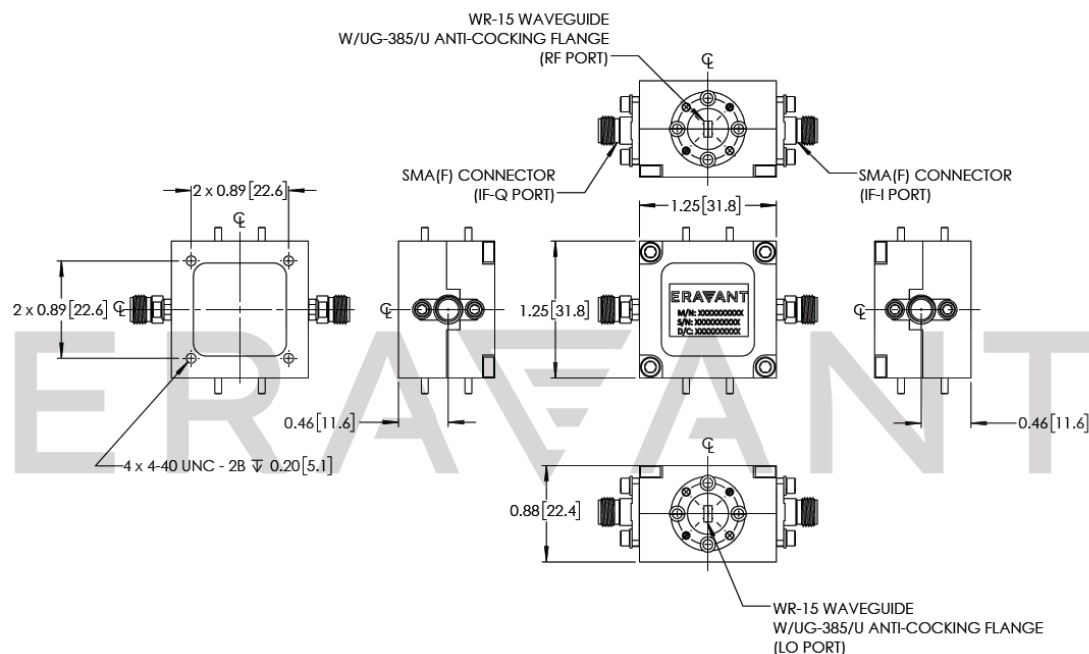 WR-15 WAVEGUIDE
W/UG-385/U ANTI-COCKING FLANGE
(RF PORT)
℄
SMA(F) CONNECTOR
(IF-Q PORT)
SMA(F) CONNECTOR
(IF-I PORT)
2 x 0.89[22.6]
1.25[31.8]
℄
2 x 0.89[22.6]
℄
℄
1.25[31.8]
ERAVANT
M/N: XXXXXXXXXX
S/N: XXXXXXXXXX
D/C: XXXXXXXXXX
℄
ERAVANT
0.46[11.6]
0.46[11.6]
4 x 4-40 UNC - 2B ↧ 0.20[5.1]
℄
0.88[22.4]
WR-15 WAVEGUIDE
W/UG-385/U ANTI-COCKING FLANGE
(LO PORT)